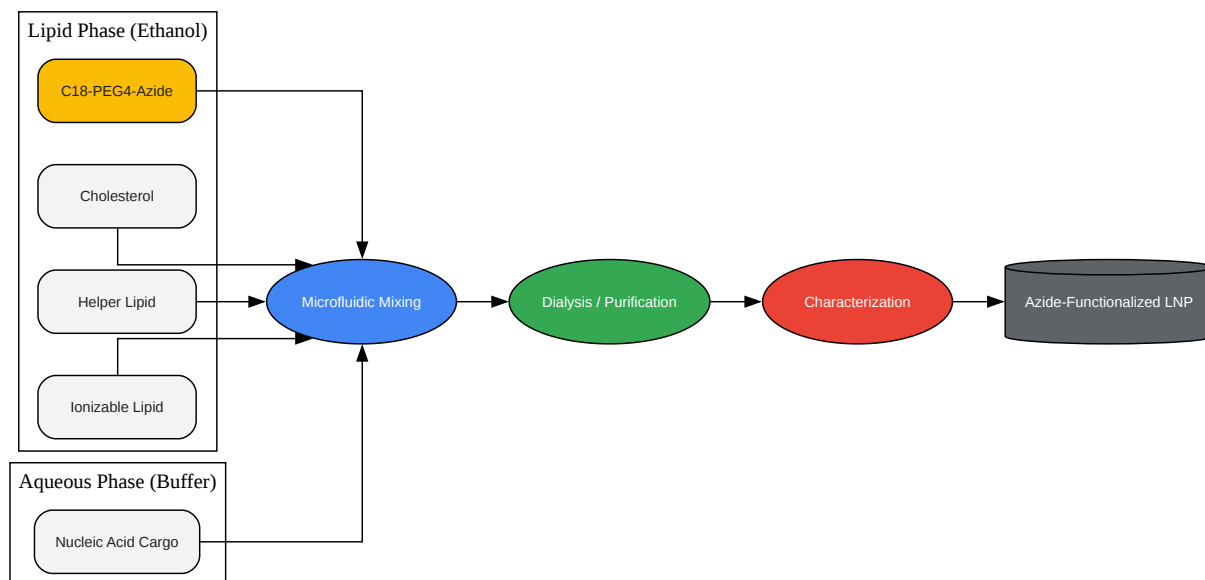 Lipid Phase (Ethanol)
C18-PEG4-Azide
Cholesterol
Helper Lipid
Ionizable Lipid
Aqueous Phase (Buffer)
Nucleic Acid Cargo
Microfluidic Mixing
Dialysis / Purification
Characterization
Azide-Functionalized LNP